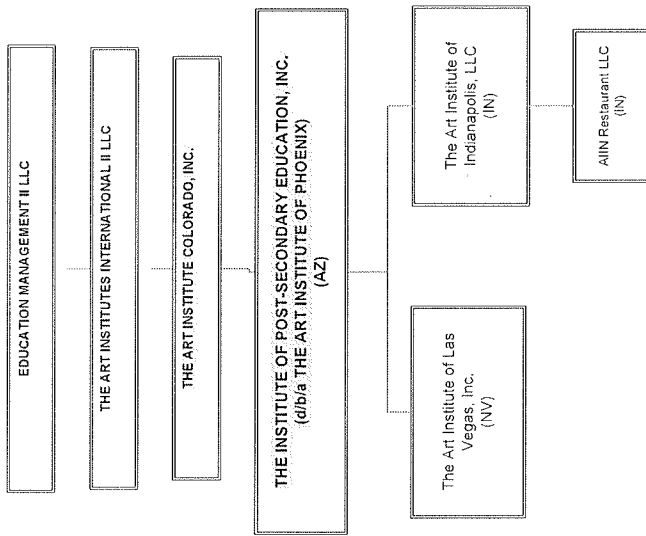 EDUCATION MANAGEMENT II LLC
THE ART INSTITUTES INTERNATIONAL II LLC
THE ART INSTITUTE COLORADO, INC.
THE INSTITUTE OF POST-SECONDARY EDUCATION, INC.
(d/b/a THE ART INSTITUTE OF PHOENIX)
(AZ)
The Art Institute of Las
Vegas, Inc.
(NV)
The Art Institute of
Indianapolis, LLC
(IN)
AIIN Restaurant LLC
(IN)